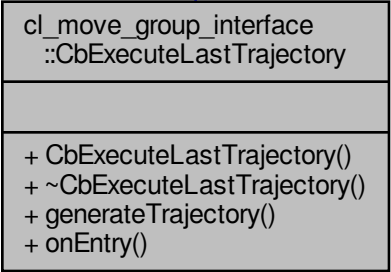 cl_move_group_interface
::CbExecuteLastTrajectory
+ CbExecuteLastTrajectory()
+ ~CbExecuteLastTrajectory()
+ generateTrajectory()
+ onEntry()